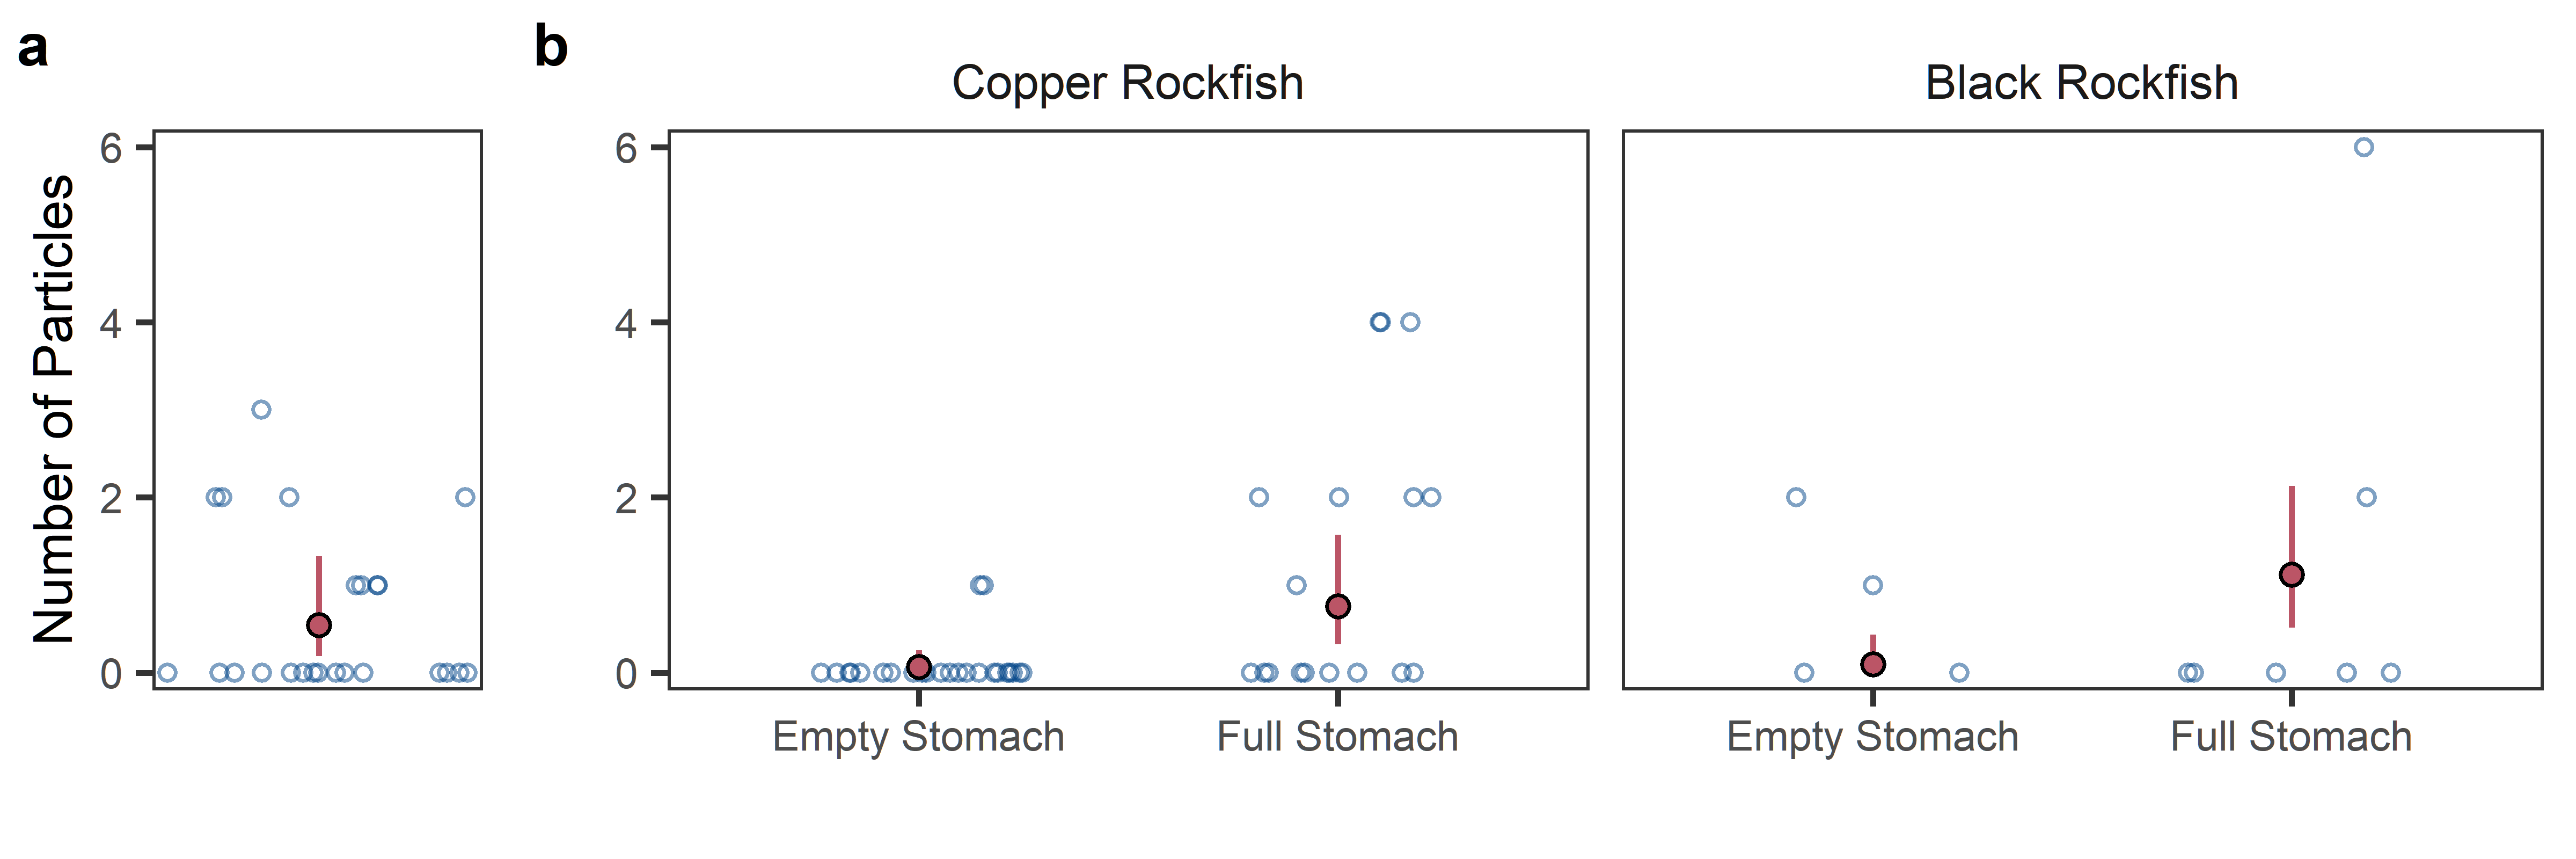 a
b
Copper Rockfish
Black Rockfish
Number of Particles
6
4
2
0
6
4
2
0
Empty Stomach
Full Stomach
Empty Stomach
Full Stomach